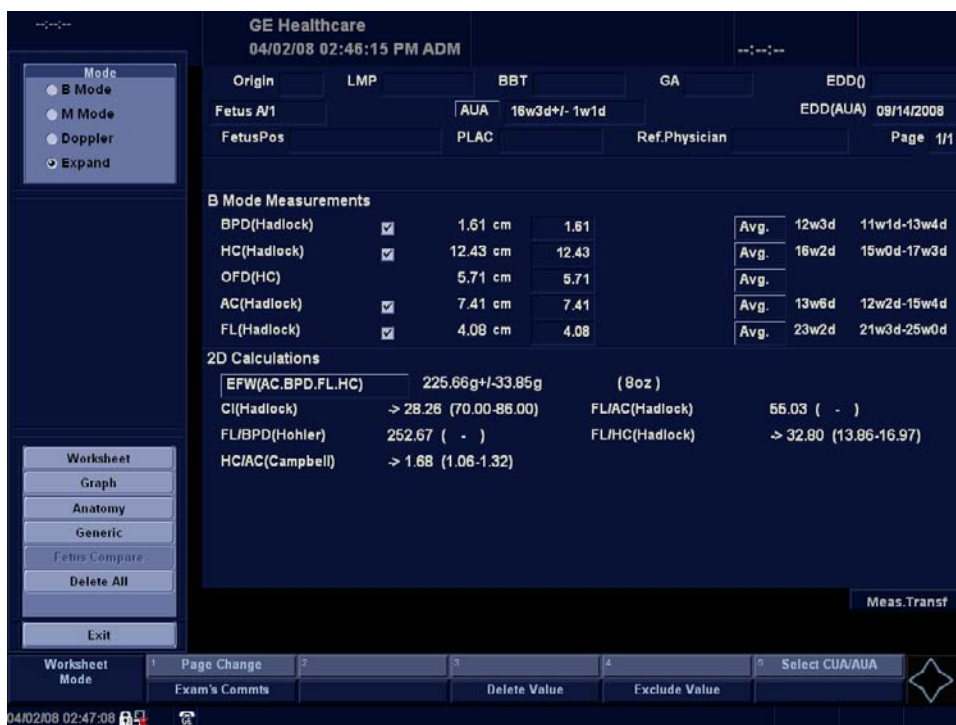 --:--:--
GE Healthcare
04/02/08 02:46:15 PM ADM
--:--:--
Mode
B Mode
M Mode
Doppler
Expand
Origin LMP BBT GA EDD()
Fetus A/1 AUA 16w3d+/- 1w1d EDD(AUA) 09/14/2008
FetusPos PLAC Ref.Physician Page 1/1
B Mode Measurements
BPD(Hadlock) 1.61 cm 1.61 Avg. 12w3d 11w1d-13w4d
HC(Hadlock) 12.43 cm 12.43 Avg. 16w2d 15w0d-17w3d
OFD(HC) 5.71 cm 5.71 Avg.
AC(Hadlock) 7.41 cm 7.41 Avg. 13w6d 12w2d-15w4d
FL(Hadlock) 4.08 cm 4.08 Avg. 23w2d 21w3d-25w0d
2D Calculations
EFW(AC.BPD.FL.HC) 225.66g+/-33.85g (8oz)
CI(Hadlock) -> 28.26 (70.00-86.00) FL/AC(Hadlock) 55.03 ( - )
FL/BPD(Hohler) 252.67 ( - ) FL/HC(Hadlock) -> 32.80 (13.86-16.97)
HC/AC(Campbell) -> 1.68 (1.06-1.32)
Worksheet
Graph
Anatomy
Generic
Fetus Compare
Delete All
Exit
Meas.Transf
Worksheet Mode
1 Page Change 2 3 4 5 Select CUA/AUA
Exam's Commts Delete Value Exclude Value
04/02/08 02:47:08